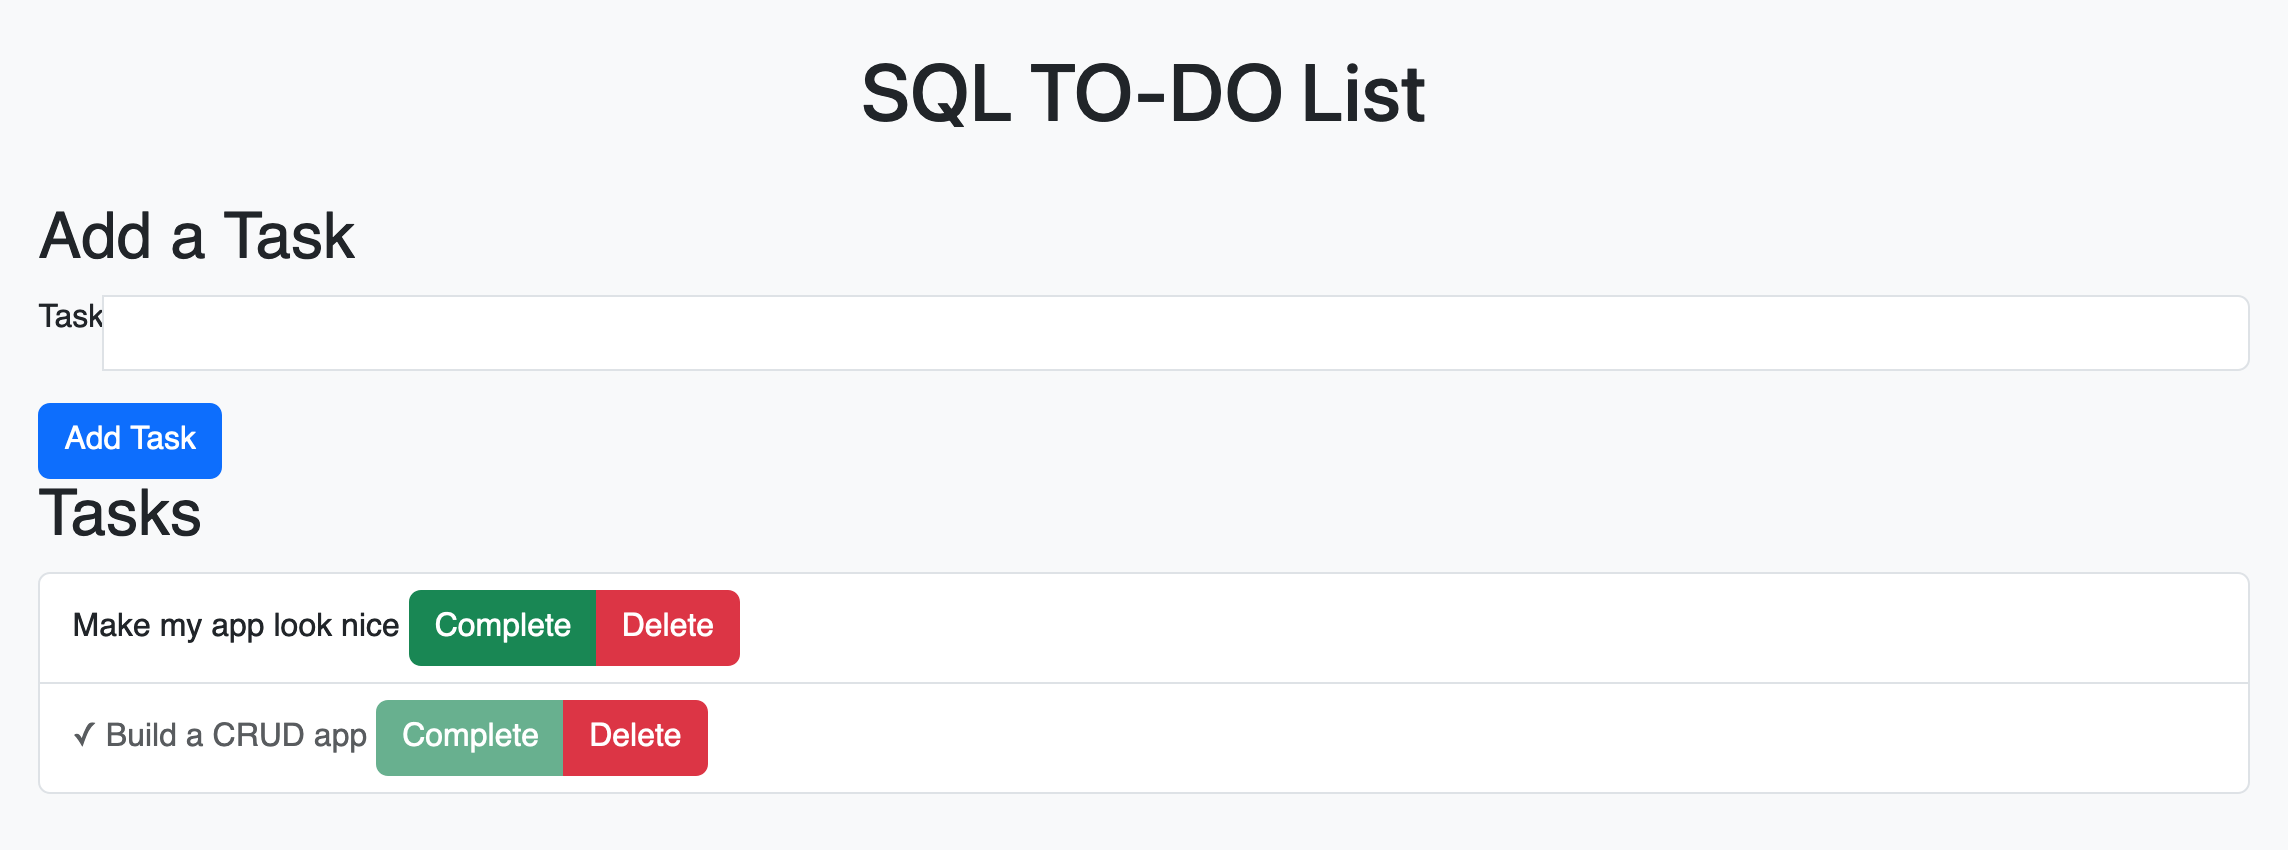 SQL TO-DO List
Add a Task
Task
Add Task
Tasks
Make my app look nice Complete Delete
✓ Build a CRUD app Complete Delete